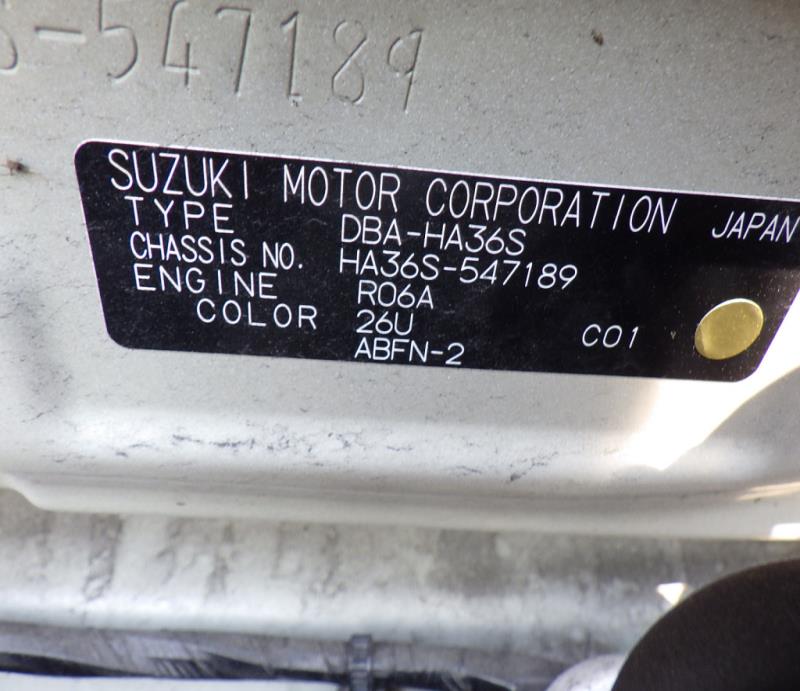 S-547189
SUZUKI MOTOR CORPORATION JAPAN
TYPE DBA-HA36S
CHASSIS NO. HA36S-547189
ENGINE R06A
COLOR 26U C01
ABFN-2